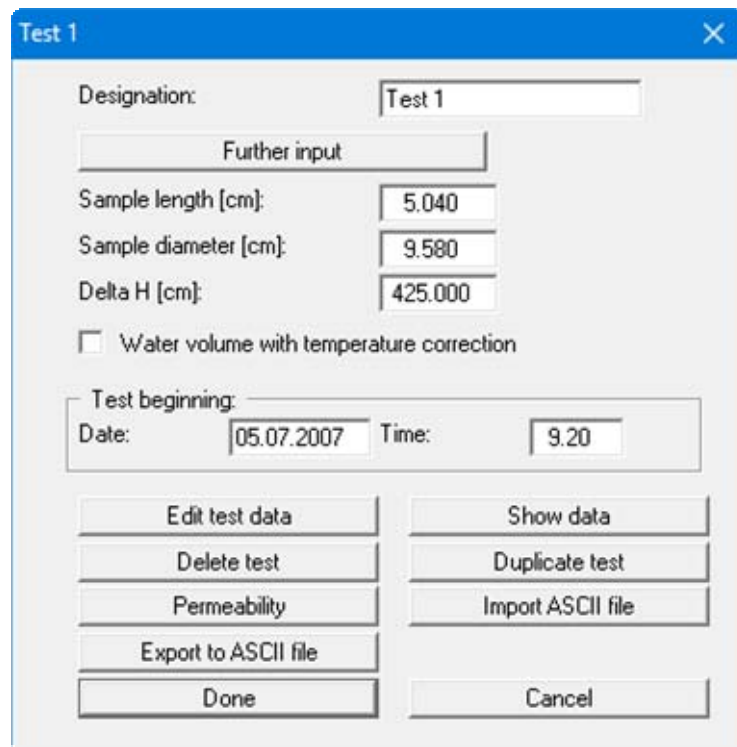 Test 1
Designation: Test 1
Further input
Sample length [cm]: 5.040
Sample diameter [cm]: 9.580
Delta H [cm]: 425.000
Water volume with temperature correction
Test beginning:
Date: 05.07.2007 Time: 9.20
Edit test data Show data
Delete test Duplicate test
Permeability Import ASCII file
Export to ASCII file
Done Cancel